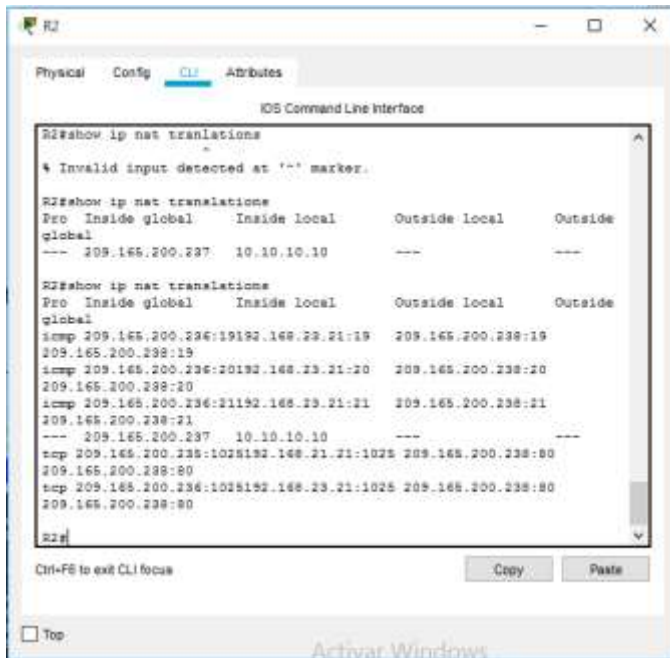 R2
Physical Config CLI Attributes
IOS Command Line Interface
R2#show ip nat tranlations
^
% Invalid input detected at '^' marker.
R2#show ip nat translations
Pro Inside global Inside local Outside local Outside
global
--- 209.165.200.237 10.10.10.10 --- ---
R2#show ip nat translations
Pro Inside global Inside local Outside local Outside
global
icmp 209.165.200.236:19192.168.23.21:19 209.165.200.238:19
209.165.200.238:19
icmp 209.165.200.236:20192.168.23.21:20 209.165.200.238:20
209.165.200.238:20
icmp 209.165.200.236:21192.168.23.21:21 209.165.200.238:21
209.165.200.238:21
--- 209.165.200.237 10.10.10.10 --- ---
tcp 209.165.200.235:1025192.168.21.21:1025 209.165.200.238:80
209.165.200.238:80
tcp 209.165.200.236:1025192.168.23.21:1025 209.165.200.238:80
209.165.200.238:80
R2#
Ctrl+F6 to exit CLI focus Copy Paste
Top
Activar Windows